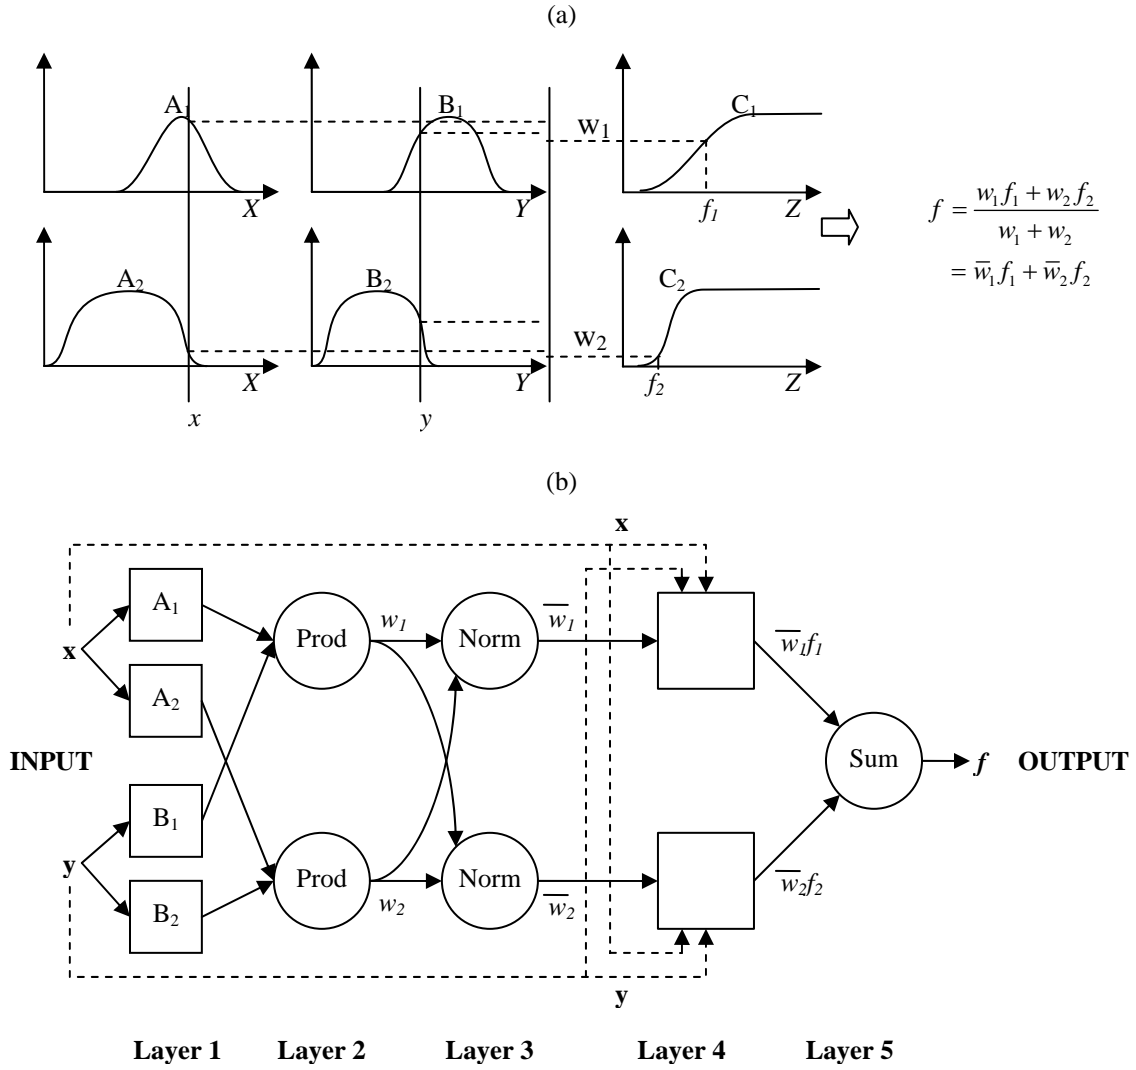 (a)
A₁ B₁ C₁
w₁
X Y f₁ Z
f = (w₁f₁ + w₂f₂) / (w₁ + w₂)
= w̅₁f₁ + w̅₂f₂
A₂ B₂ C₂
w₂
X Y f₂ Z
x y
(b)
x
A₁
Prod w₁ Norm w̅₁ w̅₁f₁
x
A₂
INPUT Sum f OUTPUT
B₁
y
Prod w₂ Norm w̅₂ w̅₂f₂
B₂
y
Layer 1 Layer 2 Layer 3 Layer 4 Layer 5